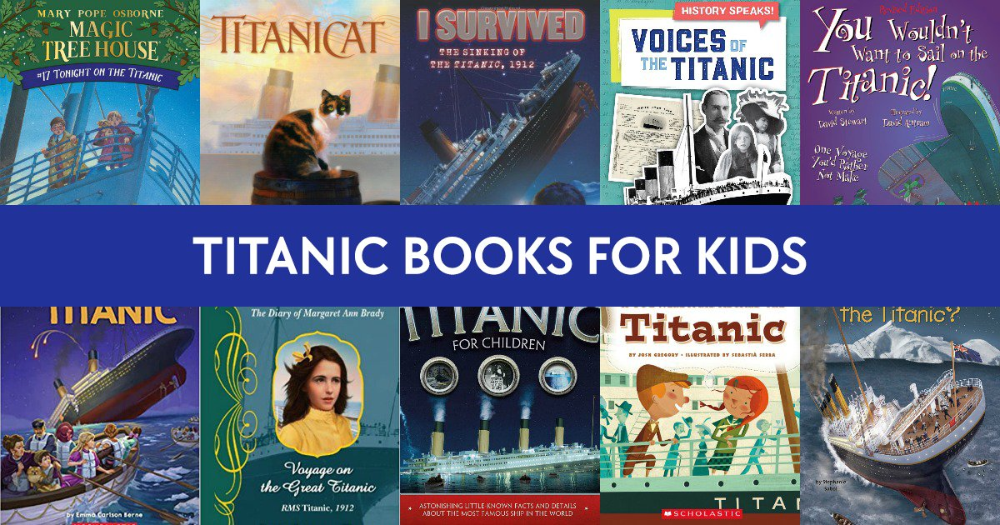 MARY POPE OSBORNE
MAGIC
TREE HOUSE
#17 TONIGHT ON THE TITANIC
TITANICAT
I SURVIVED
THE SINKING OF
THE TITANIC, 1912
HISTORY SPEAKS!
VOICES OF
THE TITANIC
Revised Edition
You Wouldn't
Want to Sail on the
Titanic!
Written by
David Stewart
Illustrated by
David Antram
One Voyage
You'd Rather
Not Make
TITANIC BOOKS FOR KIDS
TITANIC
by Emma Carlson Berne
The Diary of Margaret Ann Brady
Voyage on
the Great Titanic
RMS Titanic, 1912
TITANIC
FOR CHILDREN
ASTONISHING LITTLE-KNOWN FACTS AND DETAILS
ABOUT THE MOST FAMOUS SHIP IN THE WORLD
Titanic
BY JOSH GREGORY • ILLUSTRATED BY SEBASTIÀ SERRA
TITAN
SCHOLASTIC
the Titanic?
by Stephanie
Sabol